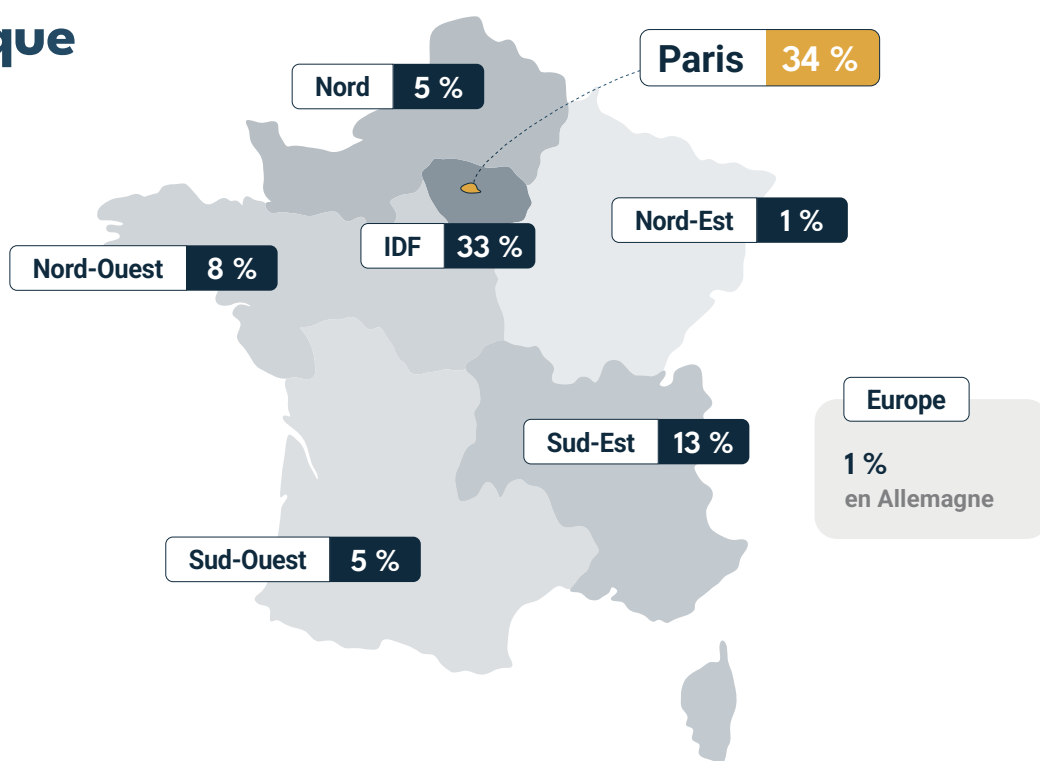 que
Paris 34 %
Nord 5 %
Nord-Est 1 %
IDF 33 %
Nord-Ouest 8 %
Europe
Sud-Est 13 %
1 %
en Allemagne
Sud-Ouest 5 %